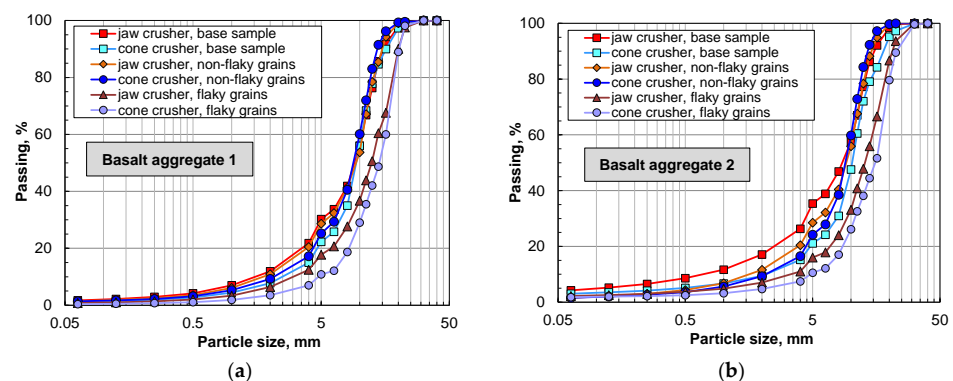 100
80
60
40
20
0
Passing, %
jaw crusher, base sample
cone crusher, base sample
jaw crusher, non-flaky grains
cone crusher, non-flaky grains
jaw crusher, flaky grains
cone crusher, flaky grains
Basalt aggregate 1
0.05 0.5 5 50
Particle size, mm
(a)
100
80
60
40
20
0
Passing, %
jaw crusher, base sample
cone crusher, base sample
jaw crusher, non-flaky grains
cone crusher, non-flaky grains
jaw crusher, flaky grains
cone crusher, flaky grains
Basalt aggregate 2
0.05 0.5 5 50
Particle size, mm
(b)